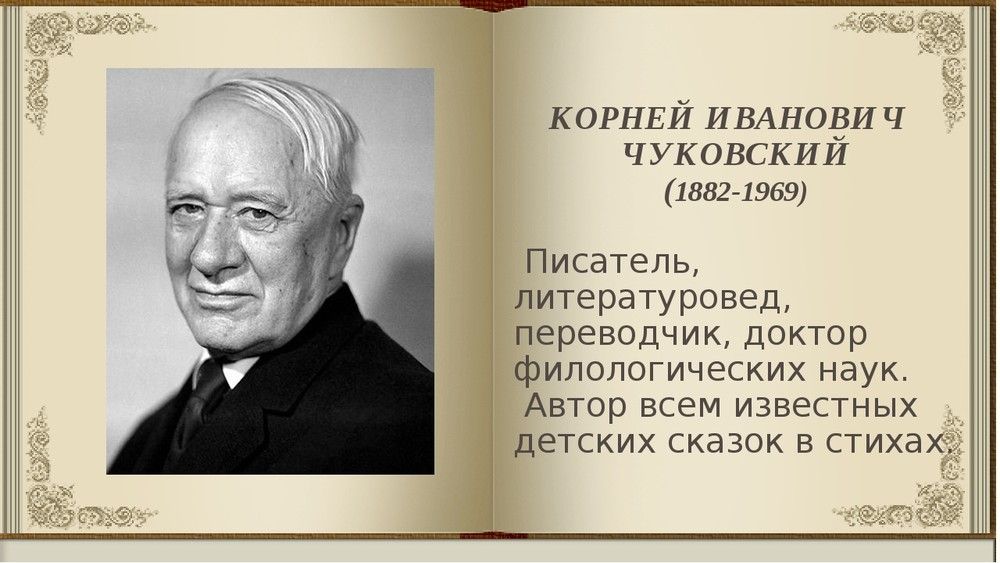 КОРНЕЙ ИВАНОВИЧ
ЧУКОВСКИЙ
(1882-1969)
Писатель,
литературовед,
переводчик, доктор
филологических наук.
Автор всем известных
детских сказок в стихах.